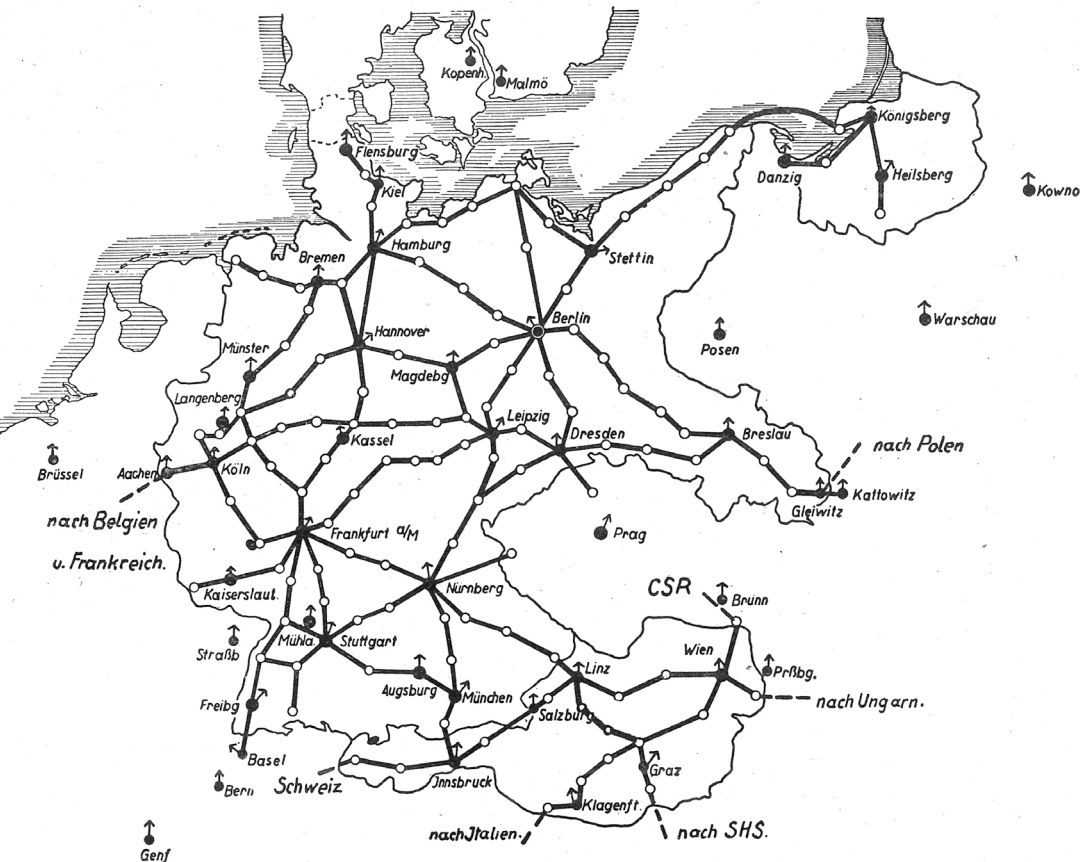 Kopenh.
Malmö
Flensburg
Kiel
Königsberg
Danzig
Heilsberg
Kowno
Hamburg
Bremen
Stettin
Berlin
Warschau
Hannover
Posen
Münster
Magdebg
Langenberg
Leipzig
Kassel
Dresden
Breslau
nach Polen
Brüssel
Aachen
Köln
Kattowitz
Gleiwitz
nach Belgien
u. Frankreich.
Frankfurt a/M
Prag
Kaiserslaut.
Nürnberg
CSR
Brünn
Mühla.
Stuttgart
Straßb
Linz
Wien
Prßbg.
Augsburg
München
Freibg
Salzburg
nach Ungarn.
Basel
Graz
Bern
Schweiz
Innsbruck
Klagenft.
nach Italien.
nach SHS.
Genf